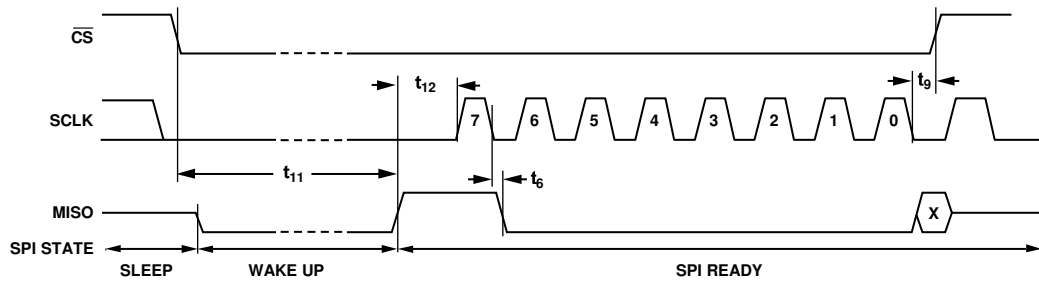 CS
t12
t9
SCLK
7 6 5 4 3 2 1 0
t11
t6
MISO
X
SPI STATE
SLEEP WAKE UP SPI READY